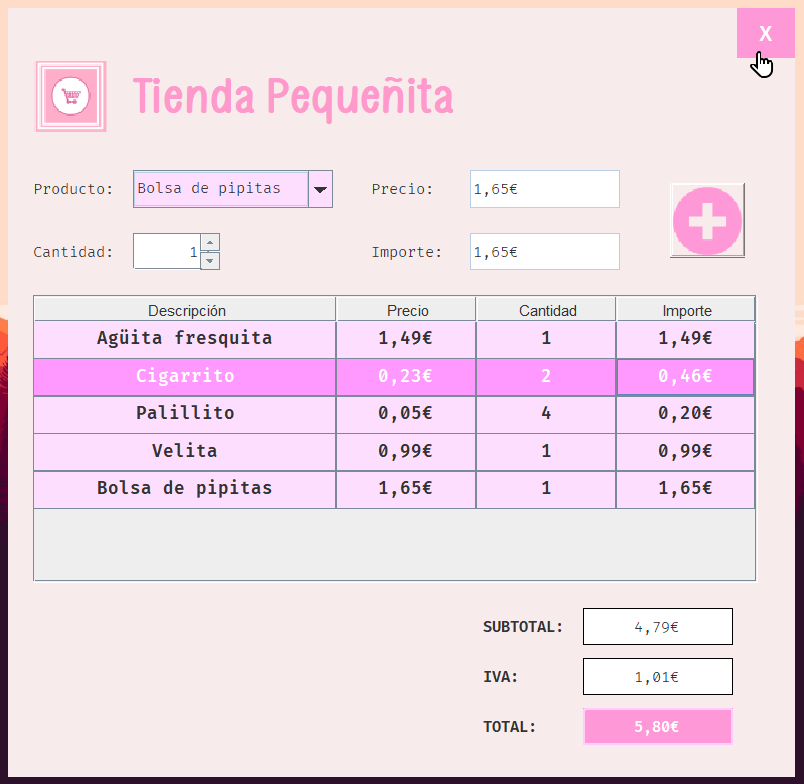 X
Tienda Pequeñita
Producto: Bolsa de pipitas Precio: 1,65€
Cantidad: 1 Importe: 1,65€
Descripción Precio Cantidad Importe
Agüita fresquita 1,49€ 1 1,49€
Cigarrito 0,23€ 2 0,46€
Palillito 0,05€ 4 0,20€
Velita 0,99€ 1 0,99€
Bolsa de pipitas 1,65€ 1 1,65€
SUBTOTAL: 4,79€
IVA: 1,01€
TOTAL: 5,80€